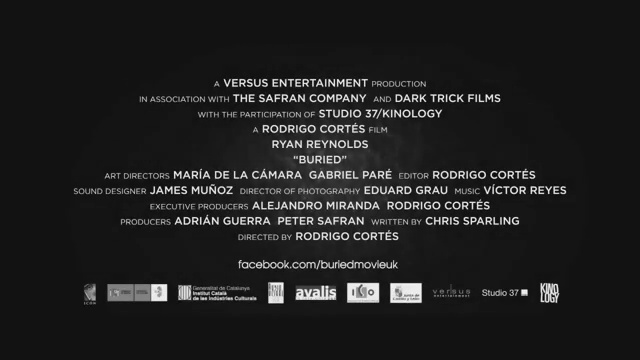 A VERSUS ENTERTAINMENT PRODUCTION
IN ASSOCIATION WITH THE SAFRAN COMPANY AND DARK TRICK FILMS
WITH THE PARTICIPATION OF STUDIO 37/KINOLOGY
A RODRIGO CORTÉS FILM
RYAN REYNOLDS
“BURIED”
ART DIRECTORS MARÍA DE LA CÁMARA GABRIEL PARÉ EDITOR RODRIGO CORTÉS
SOUND DESIGNER JAMES MUÑOZ DIRECTOR OF PHOTOGRAPHY EDUARD GRAU MUSIC VÍCTOR REYES
EXECUTIVE PRODUCERS ALEJANDRO MIRANDA RODRIGO CORTÉS
PRODUCERS ADRIÁN GUERRA PETER SAFRAN WRITTEN BY CHRIS SPARLING
DIRECTED BY RODRIGO CORTÉS
facebook.com/buriedmovieuk
Generalitat de Catalunya
Institut Català
de les Indústries Culturals
avalis
ICO
versus
entertainment
Studio 37
KINO
LOGY